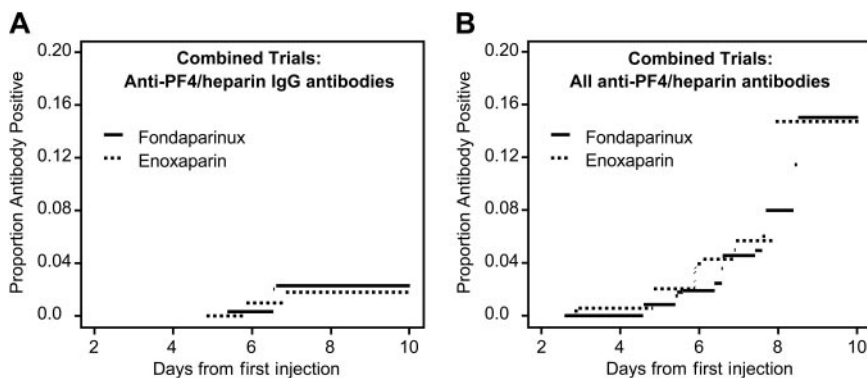 A
Combined Trials:
Anti-PF4/heparin IgG antibodies
Fondaparinux
Enoxaparin
Proportion Antibody Positive
0.20
0.16
0.12
0.08
0.04
0.0
2
4
6
8
10
Days from first injection
B
Combined Trials:
All anti-PF4/heparin antibodies
Fondaparinux
Enoxaparin
Proportion Antibody Positive
0.20
0.16
0.12
0.08
0.04
0.0
2
4
6
8
10
Days from first injection